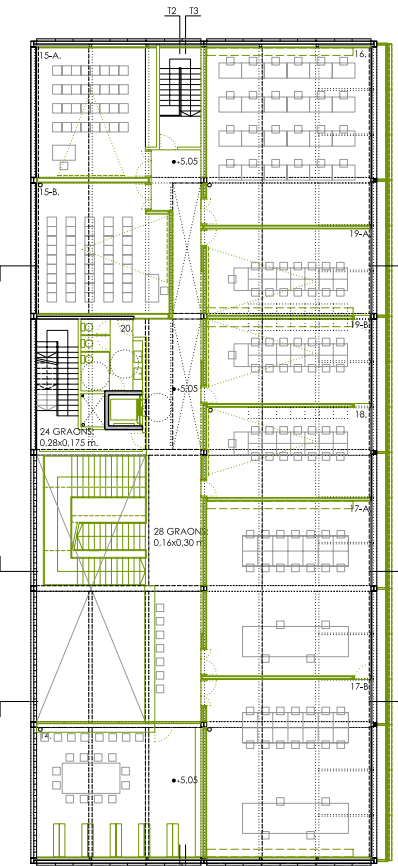 T2 T3
15-A.
16.
+5.05
15-B.
19-A
19-B
20.
+5.05
18.
24 GRAONS:
0,28x0,175 m.
17-A
28 GRAONS:
0,16x0,30 m
17-B
+5.05